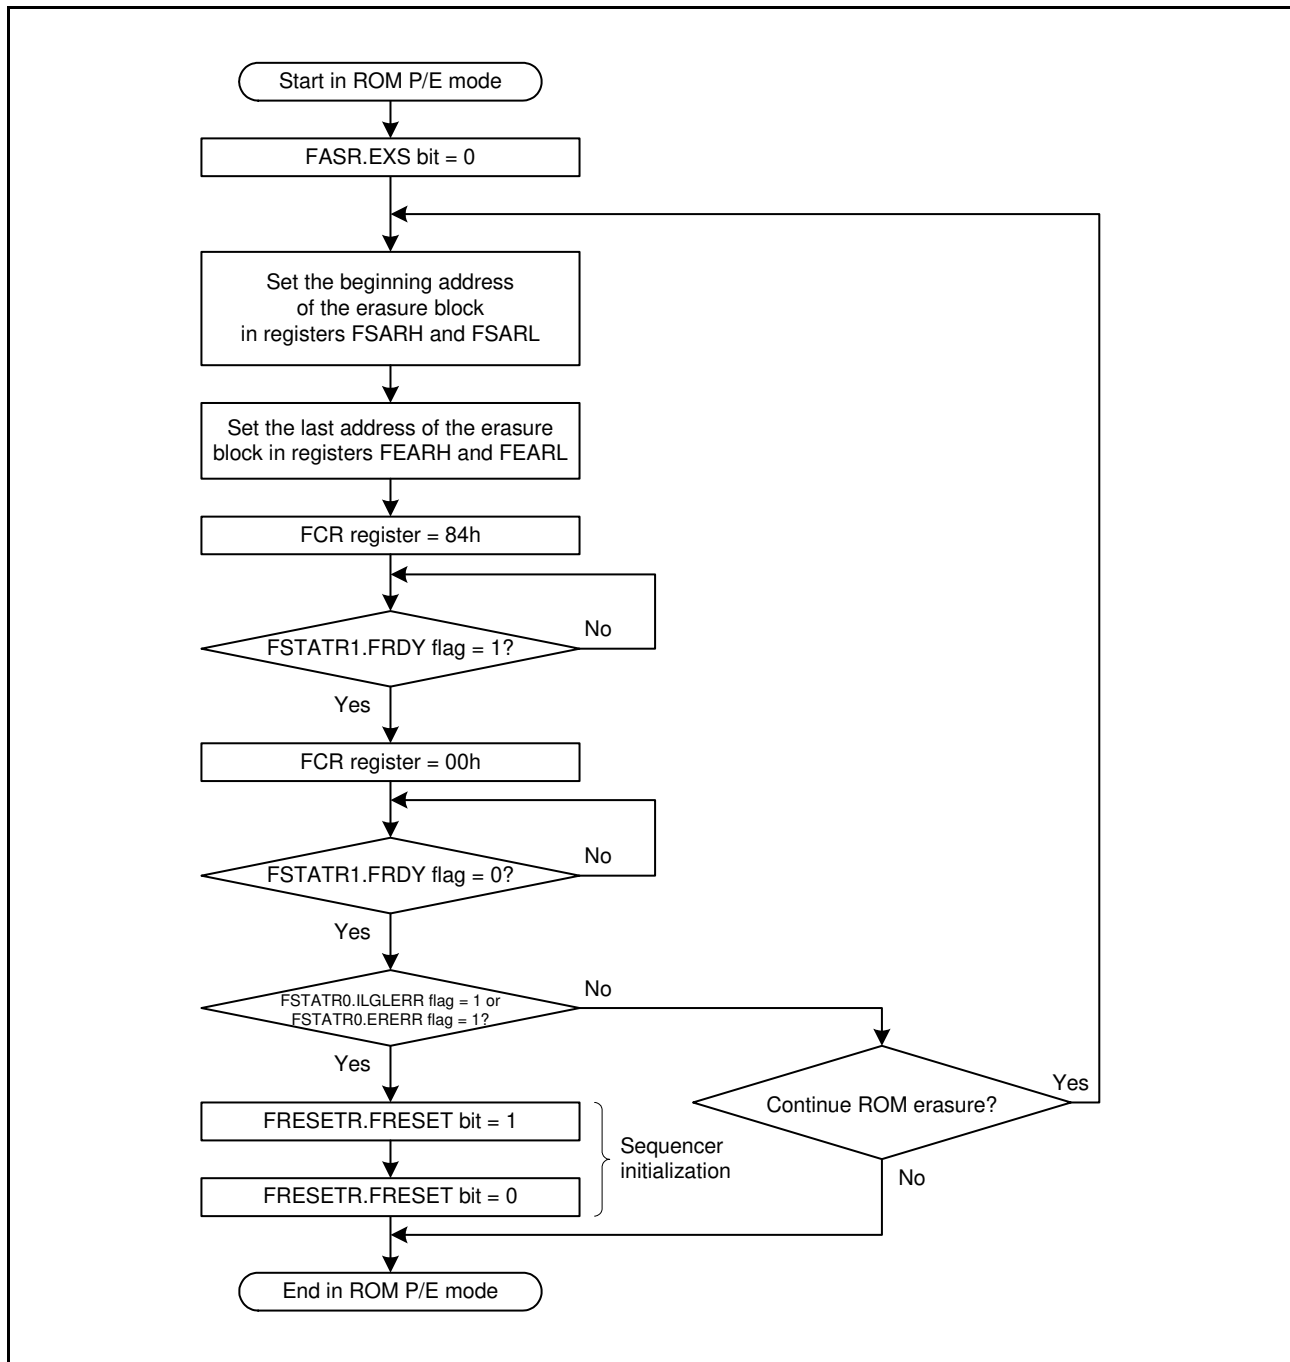 Start in ROM P/E mode
FASR.EXS bit = 0
Set the beginning address
of the erasure block
in registers FSARH and FSARL
Set the last address of the erasure
block in registers FEARH and FEARL
FCR register = 84h
FSTATR1.FRDY flag = 1?
No
Yes
FCR register = 00h
FSTATR1.FRDY flag = 0?
No
Yes
FSTATR0.ILGLERR flag = 1 or
FSTATR0.ERERR flag = 1?
No
Yes
Continue ROM erasure?
Yes
No
FRESETR.FRESET bit = 1
FRESETR.FRESET bit = 0
Sequencer
initialization
End in ROM P/E mode